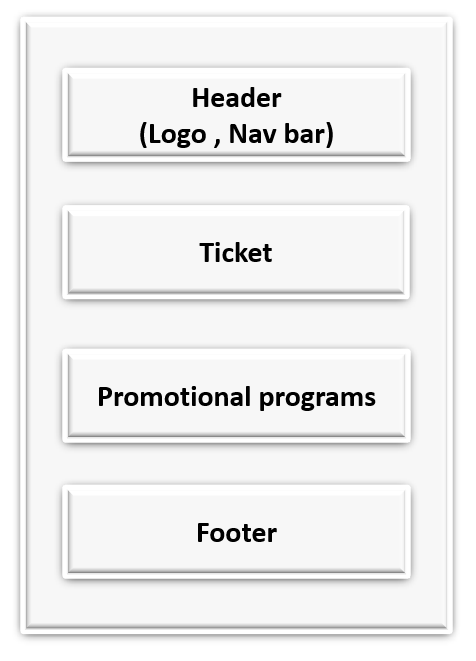 Header
(Logo , Nav bar)
Ticket
Promotional programs
Footer